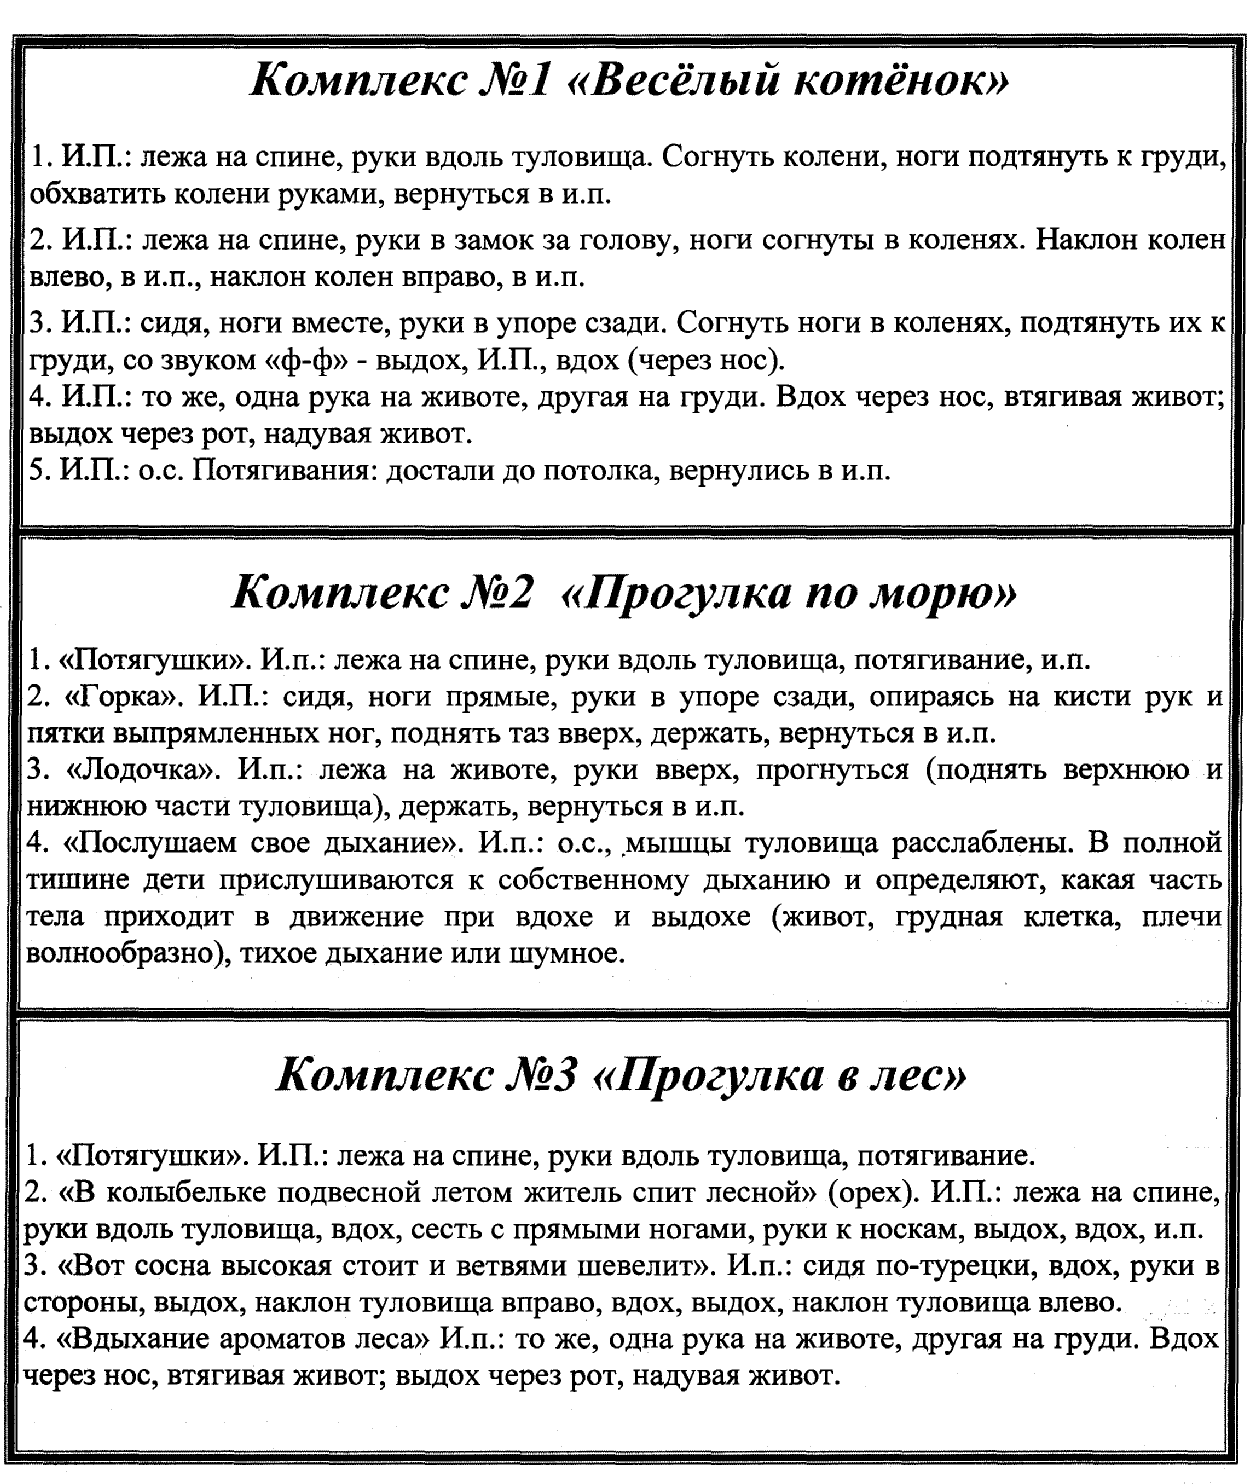 Комплекс №1 «Весёлый котёнок»
1. И.П.: лежа на спине, руки вдоль туловища. Согнуть колени, ноги подтянуть к груди,
обхватить колени руками, вернуться в и.п.
2. И.П.: лежа на спине, руки в замок за голову, ноги согнуты в коленях. Наклон колен
влево, в и.п., наклон колен вправо, в и.п.
3. И.П.: сидя, ноги вместе, руки в упоре сзади. Согнуть ноги в коленях, подтянуть их к
груди, со звуком «ф-ф» - выдох, И.П., вдох (через нос).
4. И.П.: то же, одна рука на животе, другая на груди. Вдох через нос, втягивая живот;
выдох через рот, надувая живот.
5. И.П.: о.с. Потягивания: достали до потолка, вернулись в и.п.
Комплекс №2 «Прогулка по морю»
1. «Потягушки». И.п.: лежа на спине, руки вдоль туловища, потягивание, и.п.
2. «Горка». И.П.: сидя, ноги прямые, руки в упоре сзади, опираясь на кисти рук и
пятки выпрямленных ног, поднять таз вверх, держать, вернуться в и.п.
3. «Лодочка». И.п.: лежа на животе, руки вверх, прогнуться (поднять верхнюю и
нижнюю части туловища), держать, вернуться в и.п.
4. «Послушаем свое дыхание». И.п.: о.с., мышцы туловища расслаблены. В полной
тишине дети прислушиваются к собственному дыханию и определяют, какая часть
тела приходит в движение при вдохе и выдохе (живот, грудная клетка, плечи
волнообразно), тихое дыхание или шумное.
Комплекс №3 «Прогулка в лес»
1. «Потягушки». И.П.: лежа на спине, руки вдоль туловища, потягивание.
2. «В колыбельке подвесной летом житель спит лесной» (орех). И.П.: лежа на спине,
руки вдоль туловища, вдох, сесть с прямыми ногами, руки к носкам, выдох, вдох, и.п.
3. «Вот сосна высокая стоит и ветвями шевелит». И.п.: сидя по-турецки, вдох, руки в
стороны, выдох, наклон туловища вправо, вдох, выдох, наклон туловища влево.
4. «Вдыхание ароматов леса» И.п.: то же, одна рука на животе, другая на груди. Вдох
через нос, втягивая живот; выдох через рот, надувая живот.